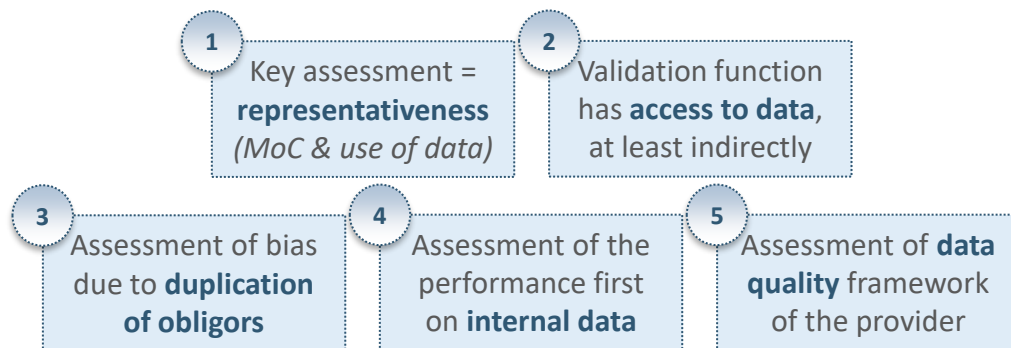 1
Key assessment =
representativeness
(MoC & use of data)
2
Validation function
has access to data,
at least indirectly
3
Assessment of bias
due to duplication
of obligors
4
Assessment of the
performance first
on internal data
5
Assessment of data
quality framework
of the provider